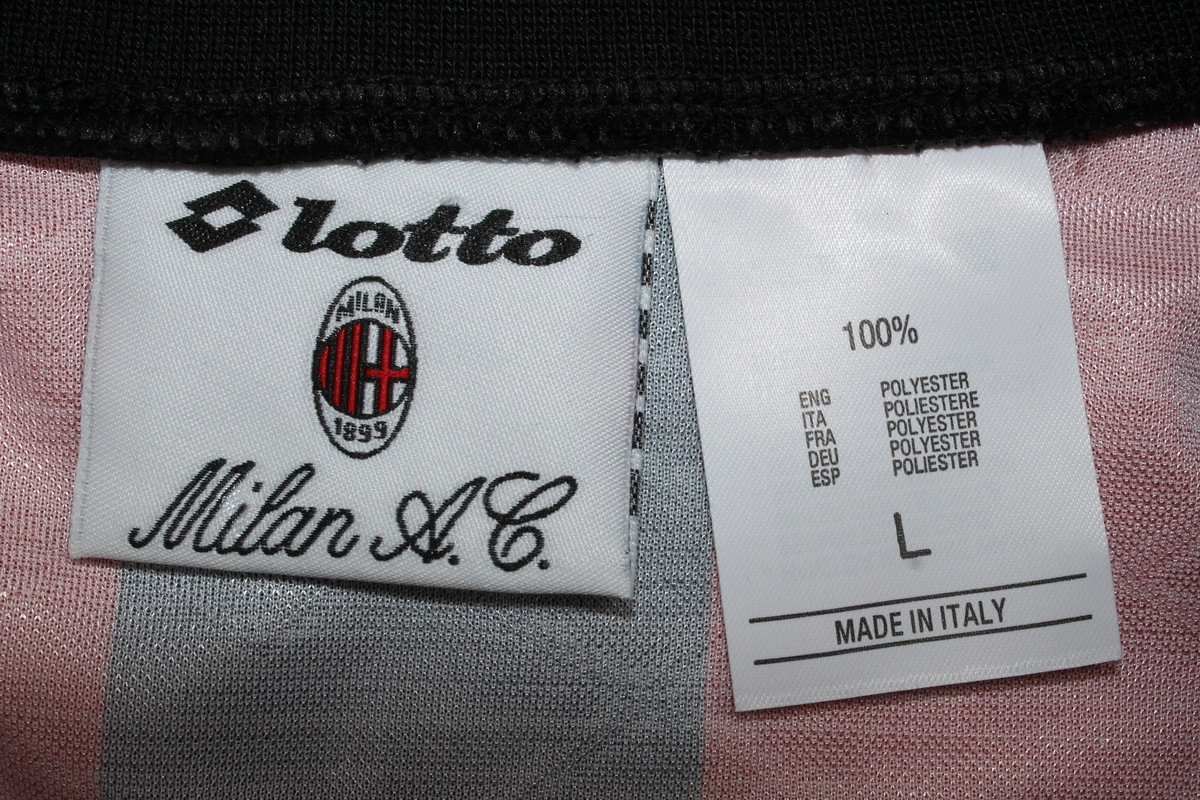 lotto
MILAN
1899
Milan A.C.
100%
ENG POLYESTER
ITA POLIESTERE
FRA POLYESTER
DEU POLYESTER
ESP POLIESTER
L
MADE IN ITALY